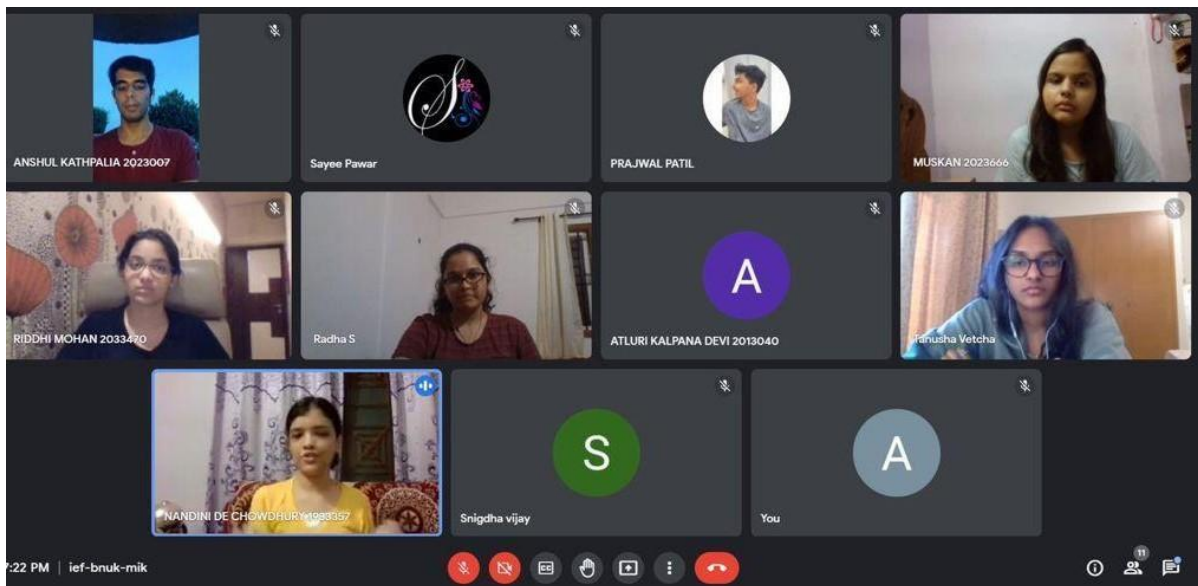 ANSHUL KATHPALIA 2023007
Sayee Pawar
PRAJWAL PATIL
MUSKAN 2023666
RIDDHI MOHAN 2033470
Radha S
A
ATLURI KALPANA DEVI 2013040
Tanusha Vetcha
NANDINI DE CHOWDHURY 1933357
S
Snigdha vijay
A
You
:22 PM | ief-bnuk-mik
CC
11